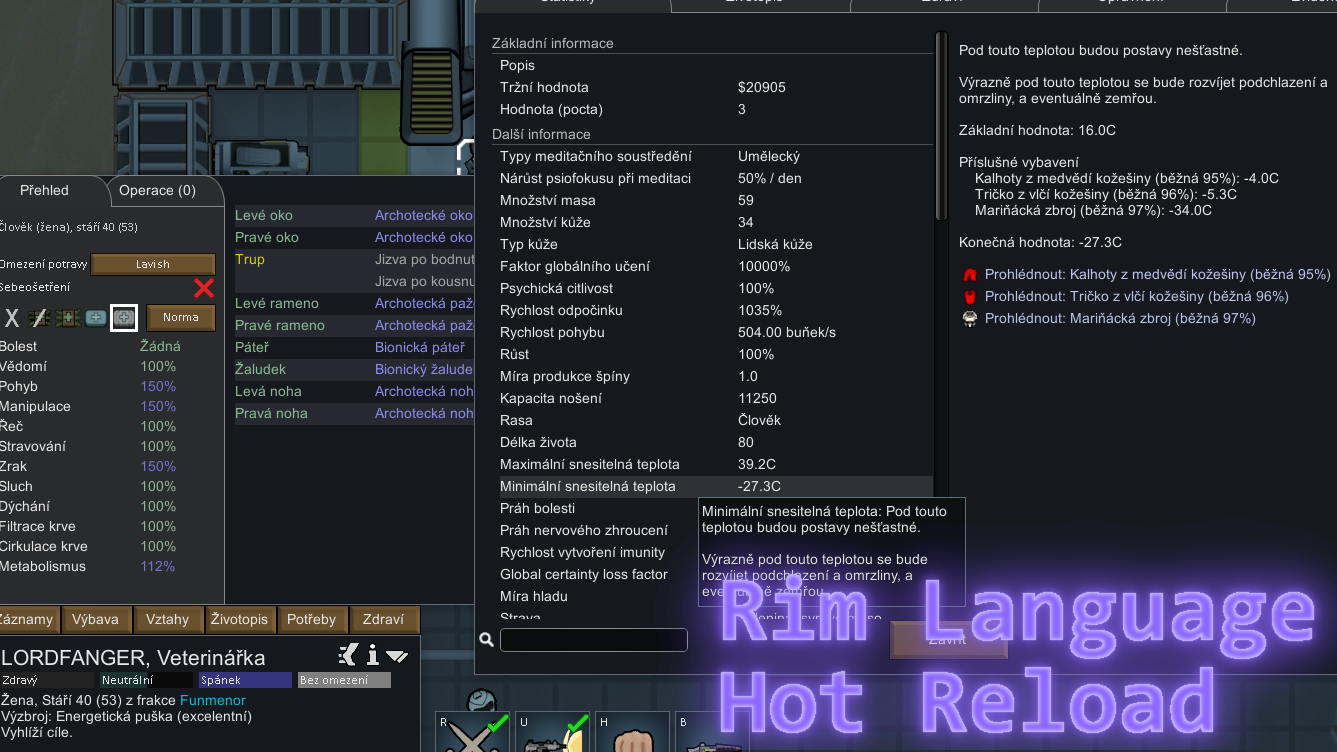 Základní informace
Popis
Tržní hodnota $20905
Hodnota (pocta) 3
Další informace
Typy meditačního soustředění Umělecký
Nárůst psiofokusu při meditaci 50% / den
Množství masa 59
Množství kůže 34
Typ kůže Lidská kůže
Faktor globálního učení 10000%
Psychická citlivost 100%
Rychlost odpočinku 1035%
Rychlost pohybu 504.00 buňek/s
Růst 100%
Míra produkce špíny 1.0
Kapacita nošení 11250
Rasa Člověk
Délka života 80
Maximální snesitelná teplota 39.2C
Minimální snesitelná teplota -27.3C
Práh bolesti
Práh nervového zhroucení
Rychlost vytvoření imunity
Global certainty loss factor
Míra hladu
Strava
Minimální snesitelná teplota: Pod touto
teplotou budou postavy nešťastné.
Výrazně pod touto teplotou se bude
rozvíjet podchlazení a omrzliny, a
eventuálně zemřou.
Zavřít
Pod touto teplotou budou postavy nešťastné.
Výrazně pod touto teplotou se bude rozvíjet podchlazení a
omrzliny, a eventuálně zemřou.
Základní hodnota: 16.0C
Příslušné vybavení
Kalhoty z medvědí kožešiny (běžná 95%): -4.0C
Tričko z vlčí kožešiny (běžná 96%): -5.3C
Mariňácká zbroj (běžná 97%): -34.0C
Konečná hodnota: -27.3C
Prohlédnout: Kalhoty z medvědí kožešiny (běžná 95%)
Prohlédnout: Tričko z vlčí kožešiny (běžná 96%)
Prohlédnout: Mariňácká zbroj (běžná 97%)
Přehled
Operace (0)
Člověk (žena), stáří 40 (53)
Omezení potravy Lavish
Sebeošetření
Norma
Bolest Žádná
Vědomí 100%
Pohyb 150%
Manipulace 150%
Řeč 100%
Stravování 100%
Zrak 150%
Sluch 100%
Dýchání 100%
Filtrace krve 100%
Cirkulace krve 100%
Metabolismus 112%
Levé oko Archotecké oko
Pravé oko Archotecké oko
Trup Jizva po bodnut
Jizva po kousnu
Levé rameno Archotecká paž
Pravé rameno Archotecká paž
Páteř Bionická páteř
Žaludek Bionický žalude
Levá noha Archotecká noh
Pravá noha Archotecká noh
Záznamy Výbava Vztahy Životopis Potřeby Zdraví
LORDFANGER, Veterinářka
Zdravý Neutrální Spánek Bez omezení
Žena, Stáří 40 (53) z frakce Funmenor
Výzbroj: Energetická puška (excelentní)
Vyhlíží cíle.
R U H B
Rim Language
Hot Reload